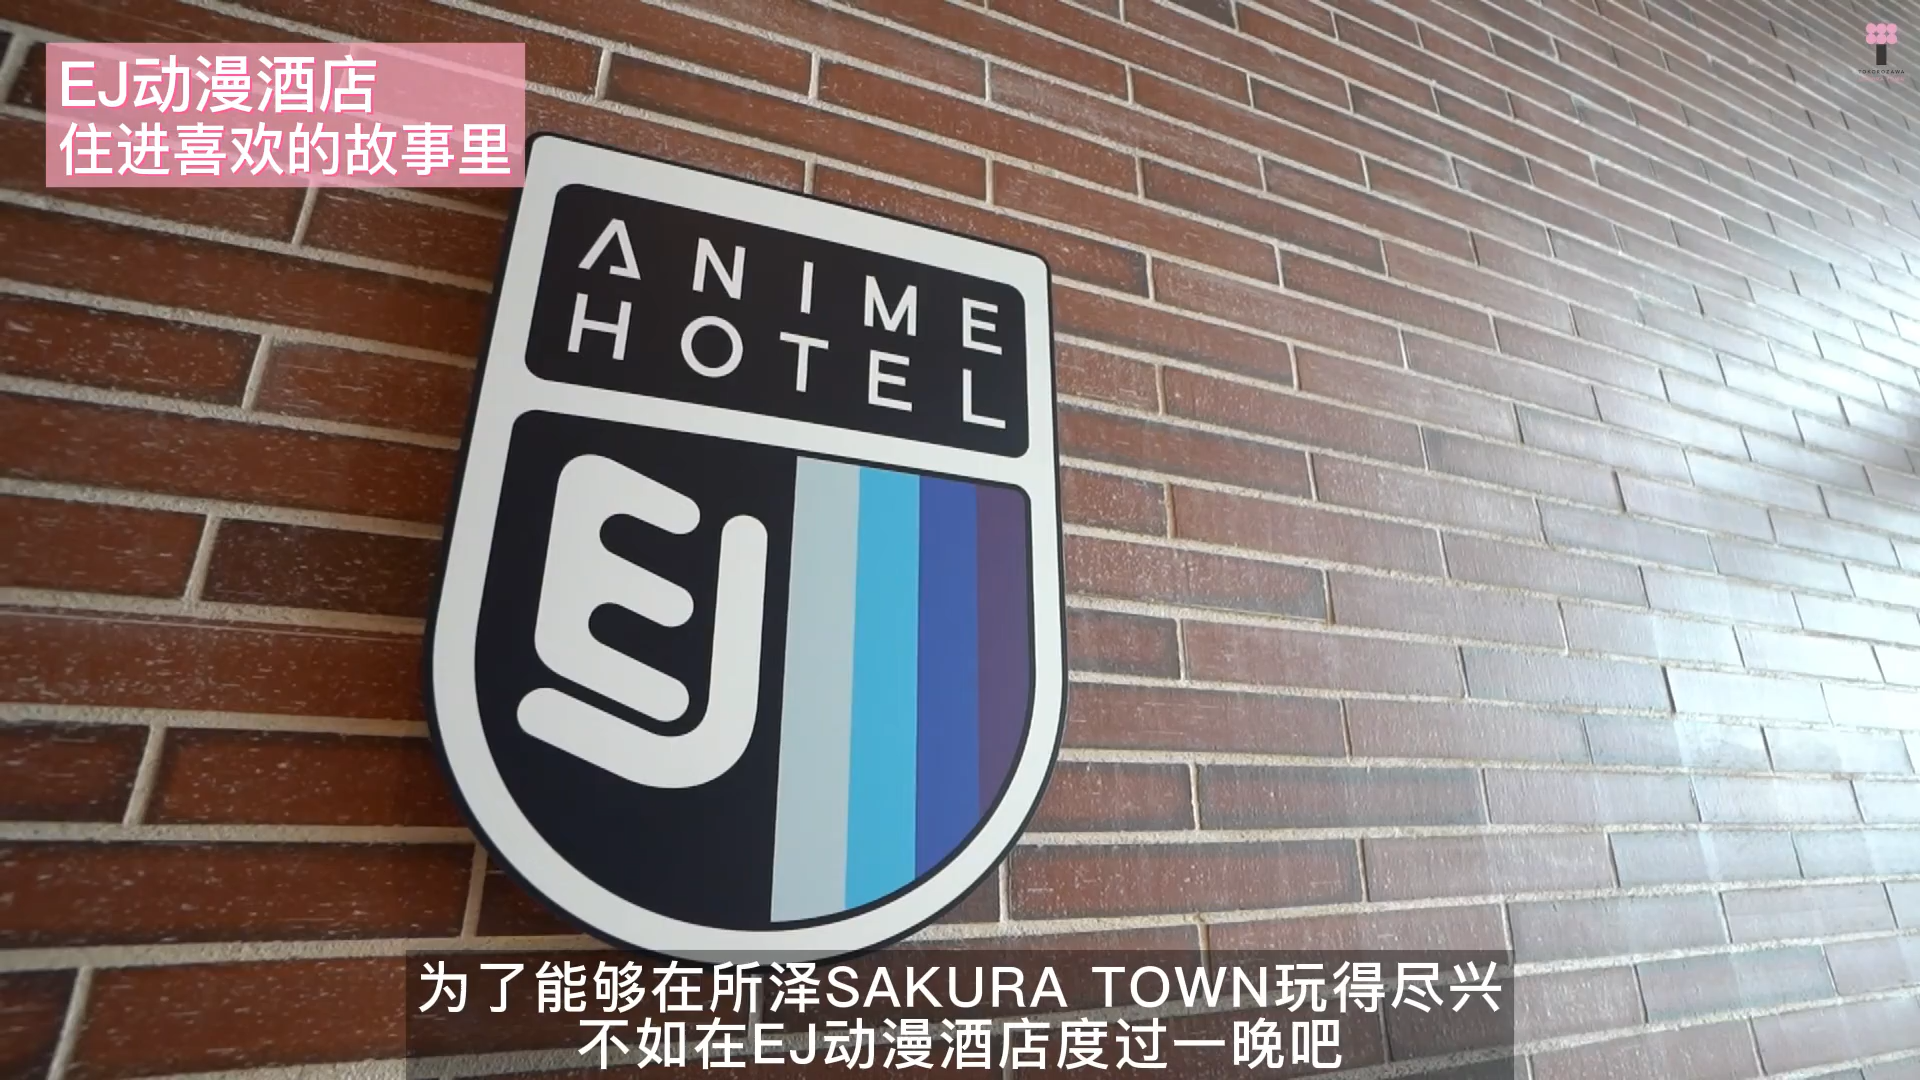 EJ动漫酒店
住进喜欢的故事里
ANIME
HOTEL
EJ
为了能够在所泽SAKURA TOWN玩得尽兴
不如在EJ动漫酒店度过一晚吧